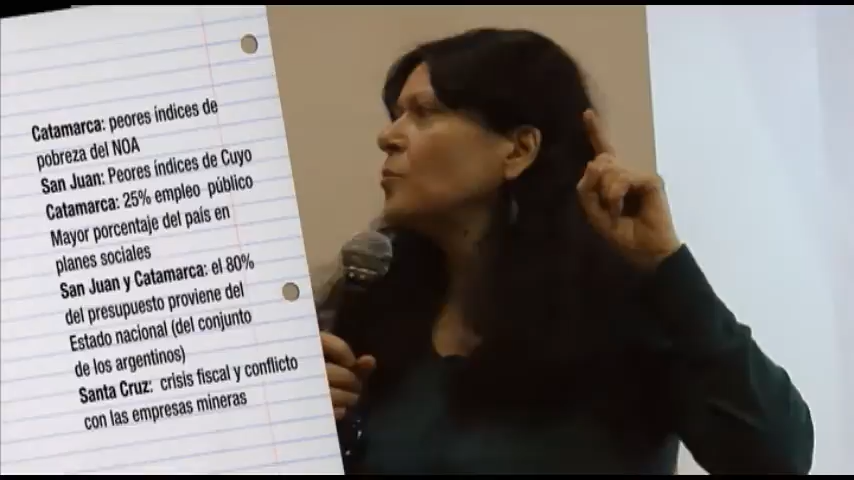 Catamarca: peores índices de
pobreza del NOA
San Juan: Peores índices de Cuyo
Catamarca: 25% empleo público
Mayor porcentaje del país en
planes sociales
San Juan y Catamarca: el 80%
del presupuesto proviene del
Estado nacional (del conjunto
de los argentinos)
Santa Cruz: crisis fiscal y conflicto
con las empresas mineras